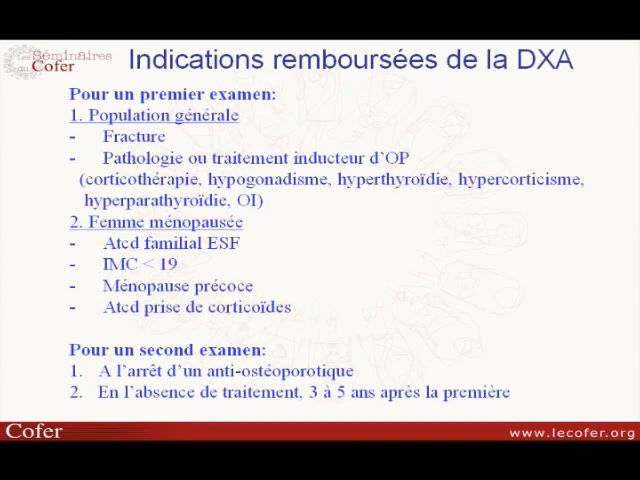 Les Séminaires
du Cofer
Indications remboursées de la DXA
Pour un premier examen:
1. Population générale
- Fracture
- Pathologie ou traitement inducteur d'OP
(corticothérapie, hypogonadisme, hyperthyroïdie, hypercorticisme,
hyperparathyroïdie, OI)
2. Femme ménopausée
- Atcd familial ESF
- IMC < 19
- Ménopause précoce
- Atcd prise de corticoïdes
Pour un second examen:
1. A l'arrêt d'un anti-ostéoporotique
2. En l'absence de traitement, 3 à 5 ans après la première
Cofer
www.lecofer.org